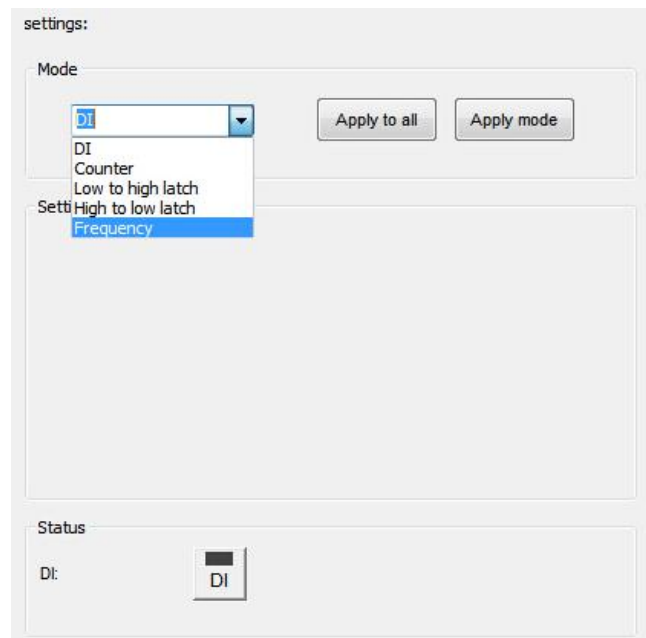 settings:
Mode
DI
Apply to all
Apply mode
DI
Counter
Low to high latch
High to low latch
Frequency
Status
DI:
DI